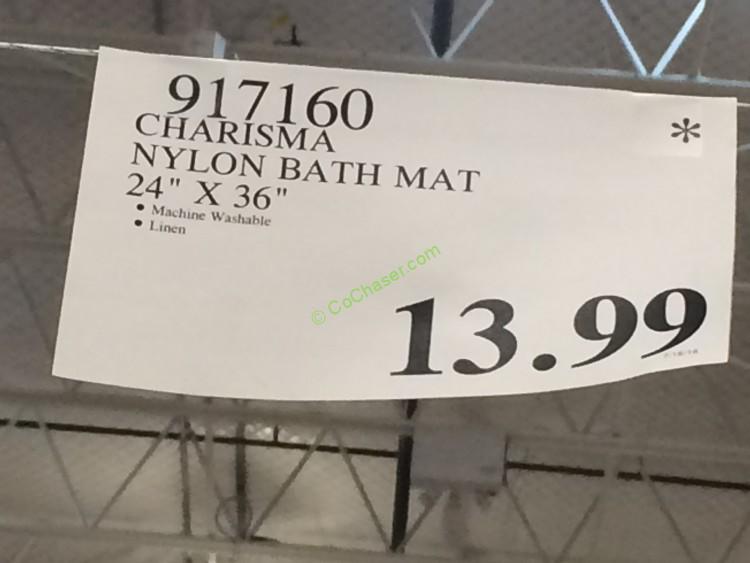 917160
*
CHARISMA
NYLON BATH MAT
24" X 36"
• Machine Washable
• Linen
© CoChaser.com
13.99